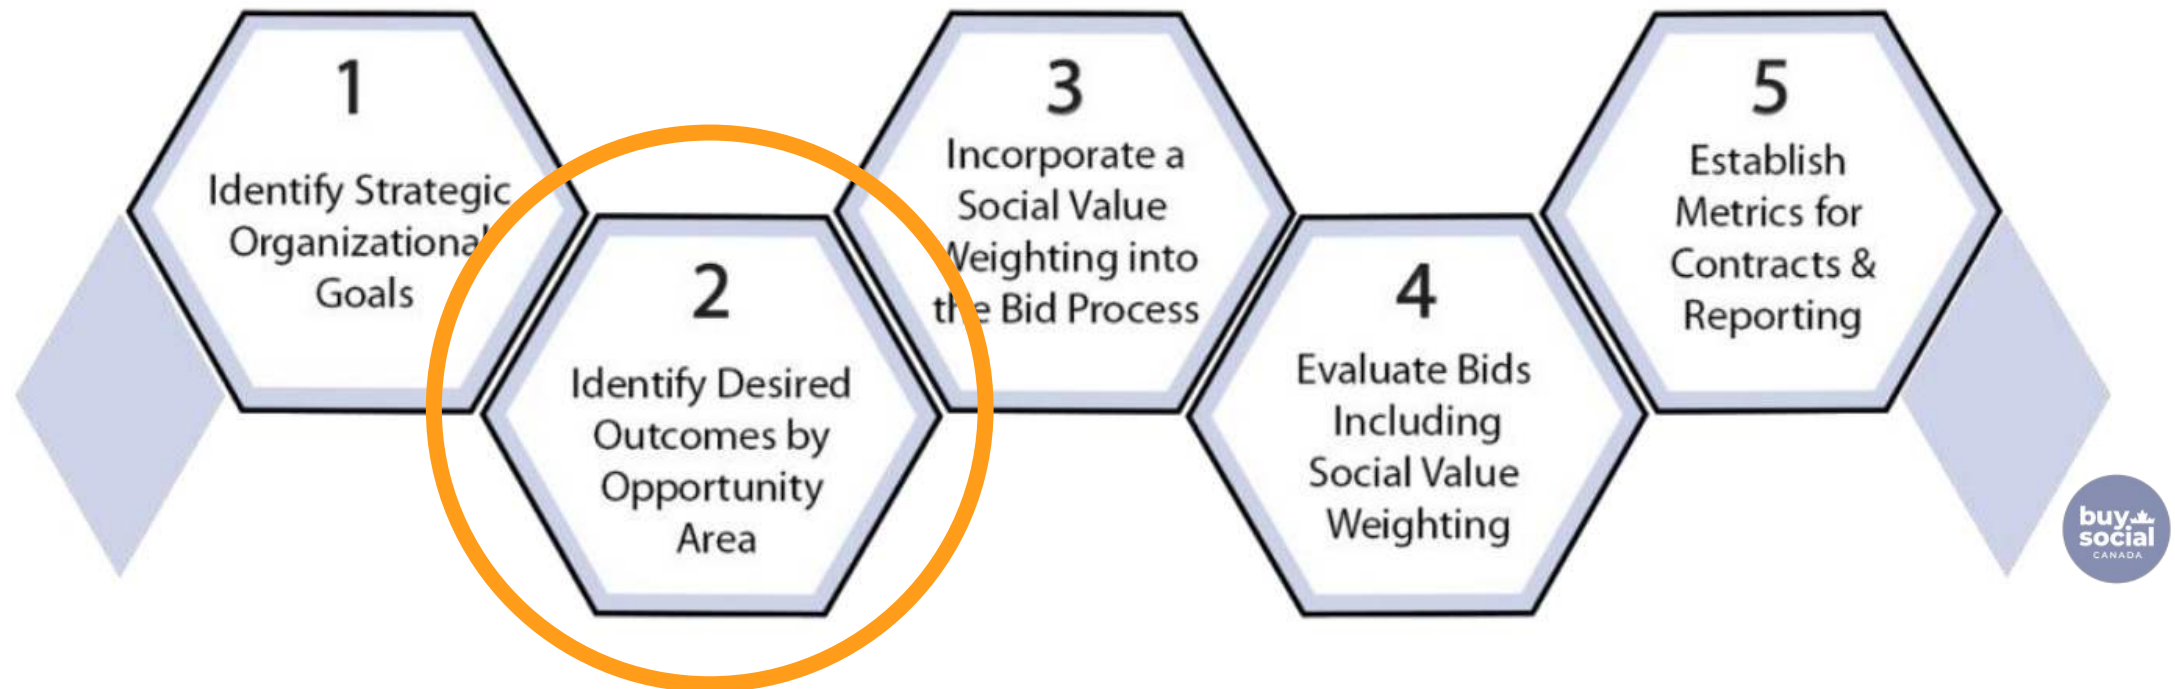 1
Identify Strategic
Organizational
Goals
2
Identify Desired
Outcomes by
Opportunity
Area
3
Incorporate a
Social Value
Weighting into
the Bid Process
4
Evaluate Bids
Including
Social Value
Weighting
5
Establish
Metrics for
Contracts &
Reporting
buy
social
CANADA